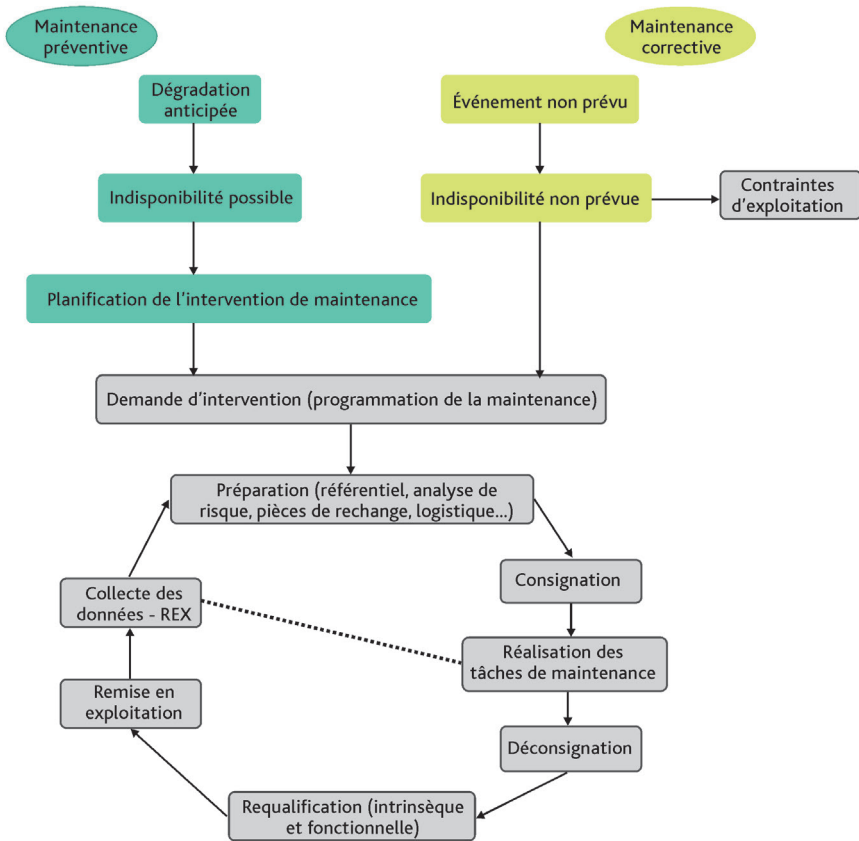 Maintenance
préventive
Maintenance
corrective
Dégradation
anticipée
Événement non prévu
Indisponibilité possible
Indisponibilité non prévue
Contraintes
d'exploitation
Planification de l'intervention de maintenance
Demande d'intervention (programmation de la maintenance)
Préparation (référentiel, analyse de
risque, pièces de rechange, logistique...)
Consignation
Collecte des
données - REX
Réalisation des
tâches de maintenance
Remise en
exploitation
Déconsignation
Requalification (intrinsèque
et fonctionnelle)